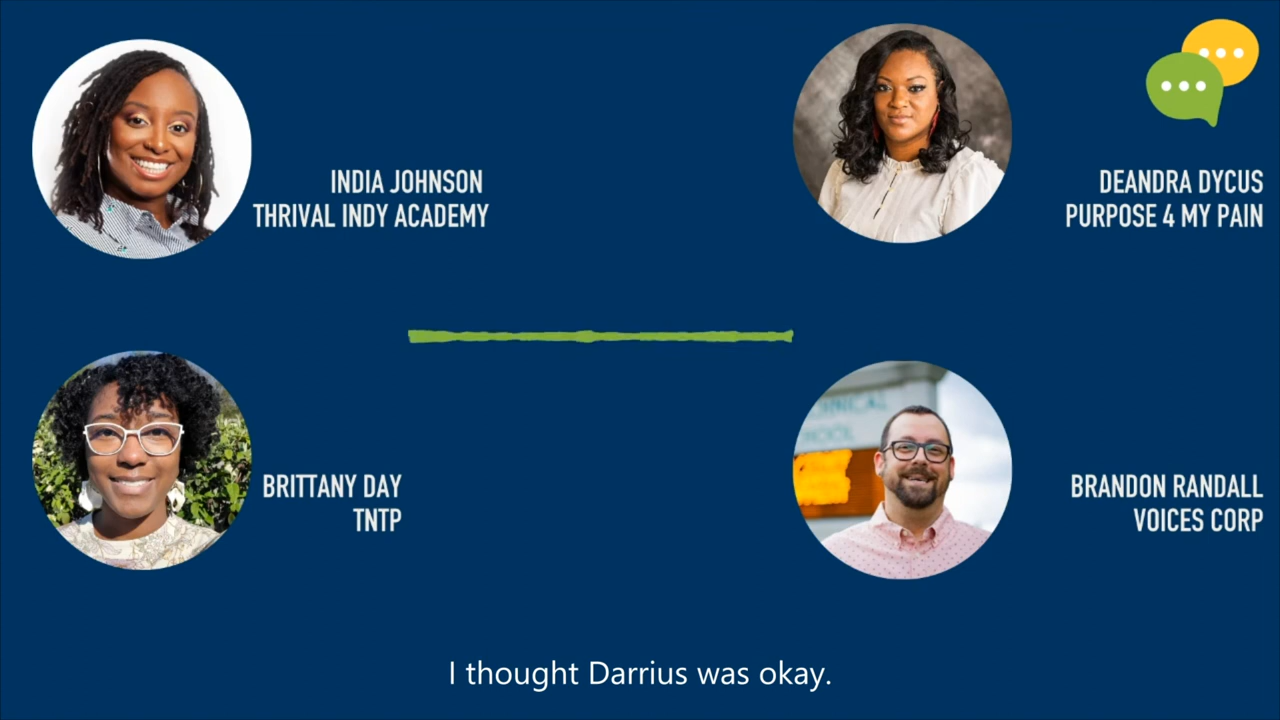 INDIA JOHNSON
THRIVAL INDY ACADEMY
DEANDRA DYCUS
PURPOSE 4 MY PAIN
BRITTANY DAY
TNTP
BRANDON RANDALL
VOICES CORP
I thought Darrius was okay.